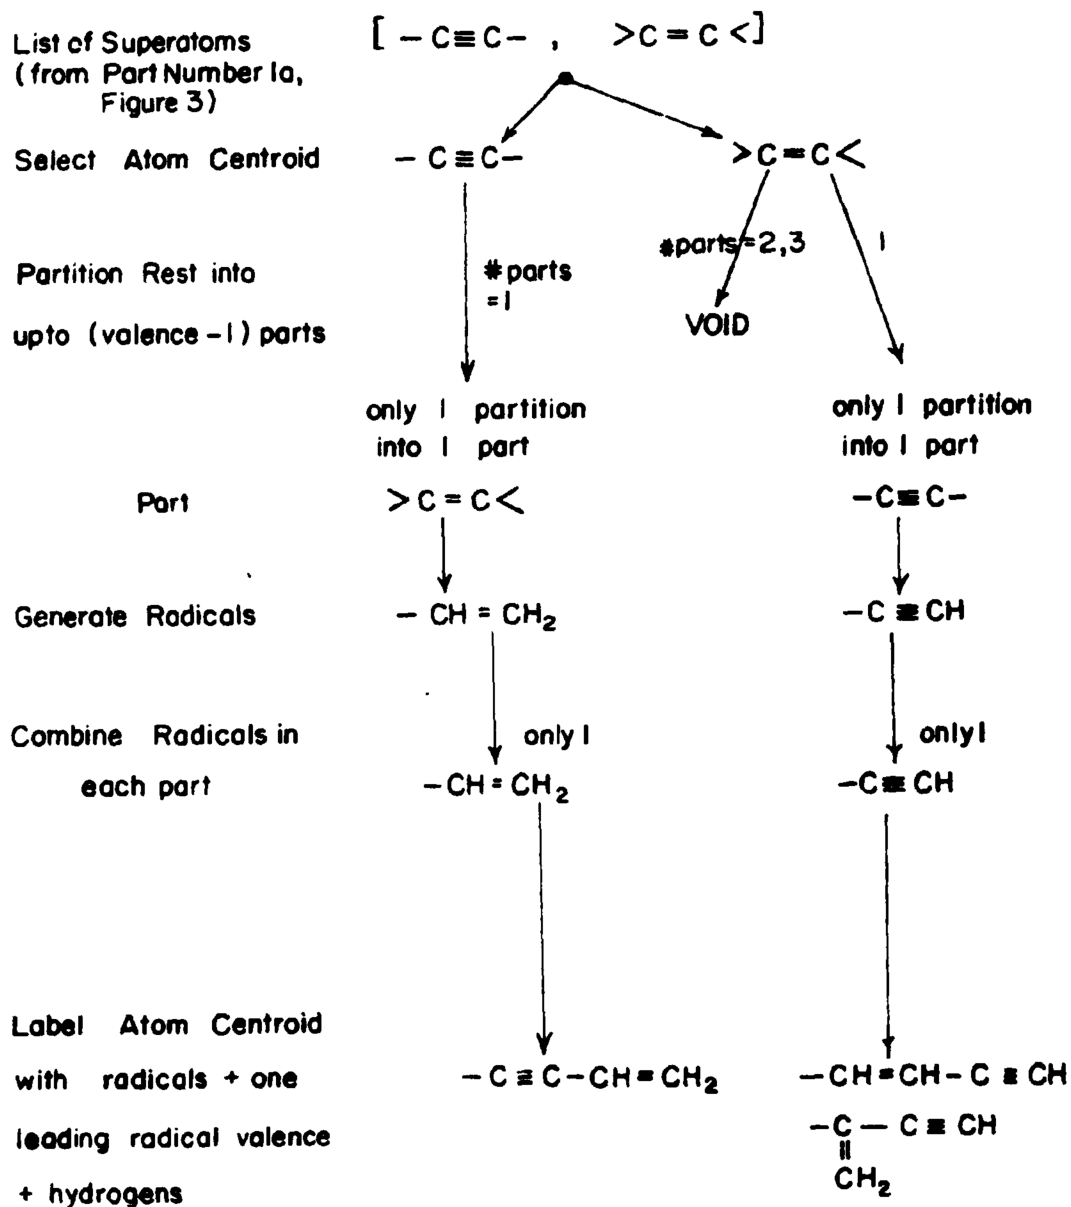 List of Superatoms [ – C≡C– , >C=C<]
(from Part Number 1a,
Figure 3)
Select Atom Centroid – C≡C– >C=C<
#parts=2,3 1
Partition Rest into #parts
=1
upto (valence –1) parts VOID
only 1 partition only 1 partition
into 1 part into 1 part
Part >C=C< –C≡C–
Generate Radicals – CH=CH₂ –C≡CH
Combine Radicals in only 1 only 1
each part –CH=CH₂ –C≡CH
Label Atom Centroid
with radicals + one –C≡C–CH=CH₂ –CH=CH–C≡CH
leading radical valence –C–C≡CH
||
+ hydrogens CH₂